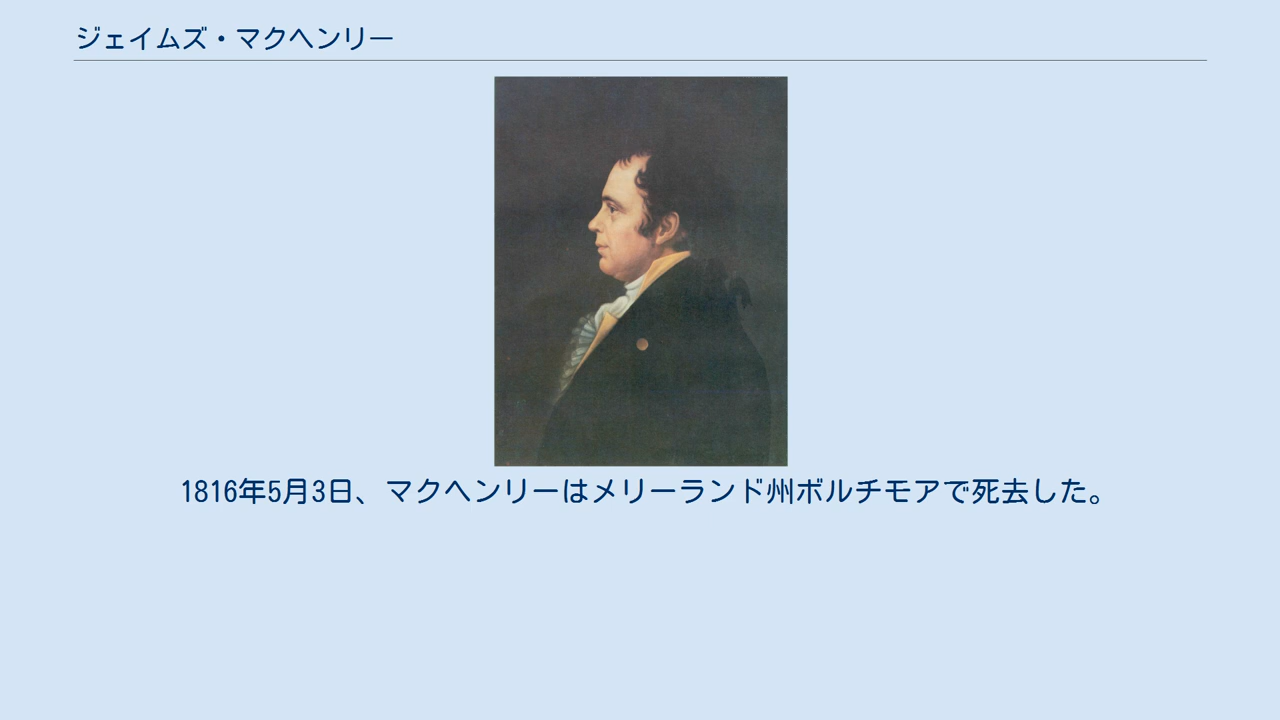 ジェイムズ・マクヘンリー
1816年5月3日、マクヘンリーはメリーランド州ボルチモアで死去した。